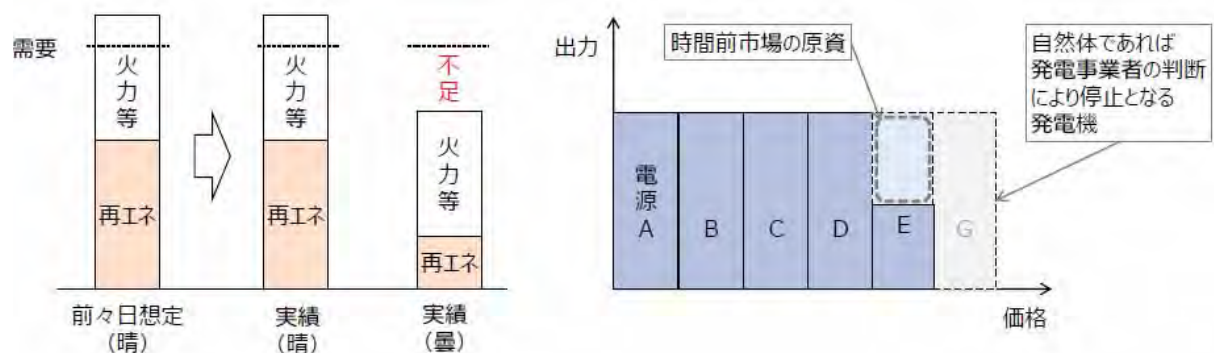 需要
火力等
再エネ
前々日想定
（晴）
火力等
再エネ
実績
（晴）
不足
火力等
再エネ
実績
（曇）
出力
時間前市場の原資
自然体であれば
発電事業者の判断
により停止となる
発電機
電源
A
B
C
D
E
G
価格